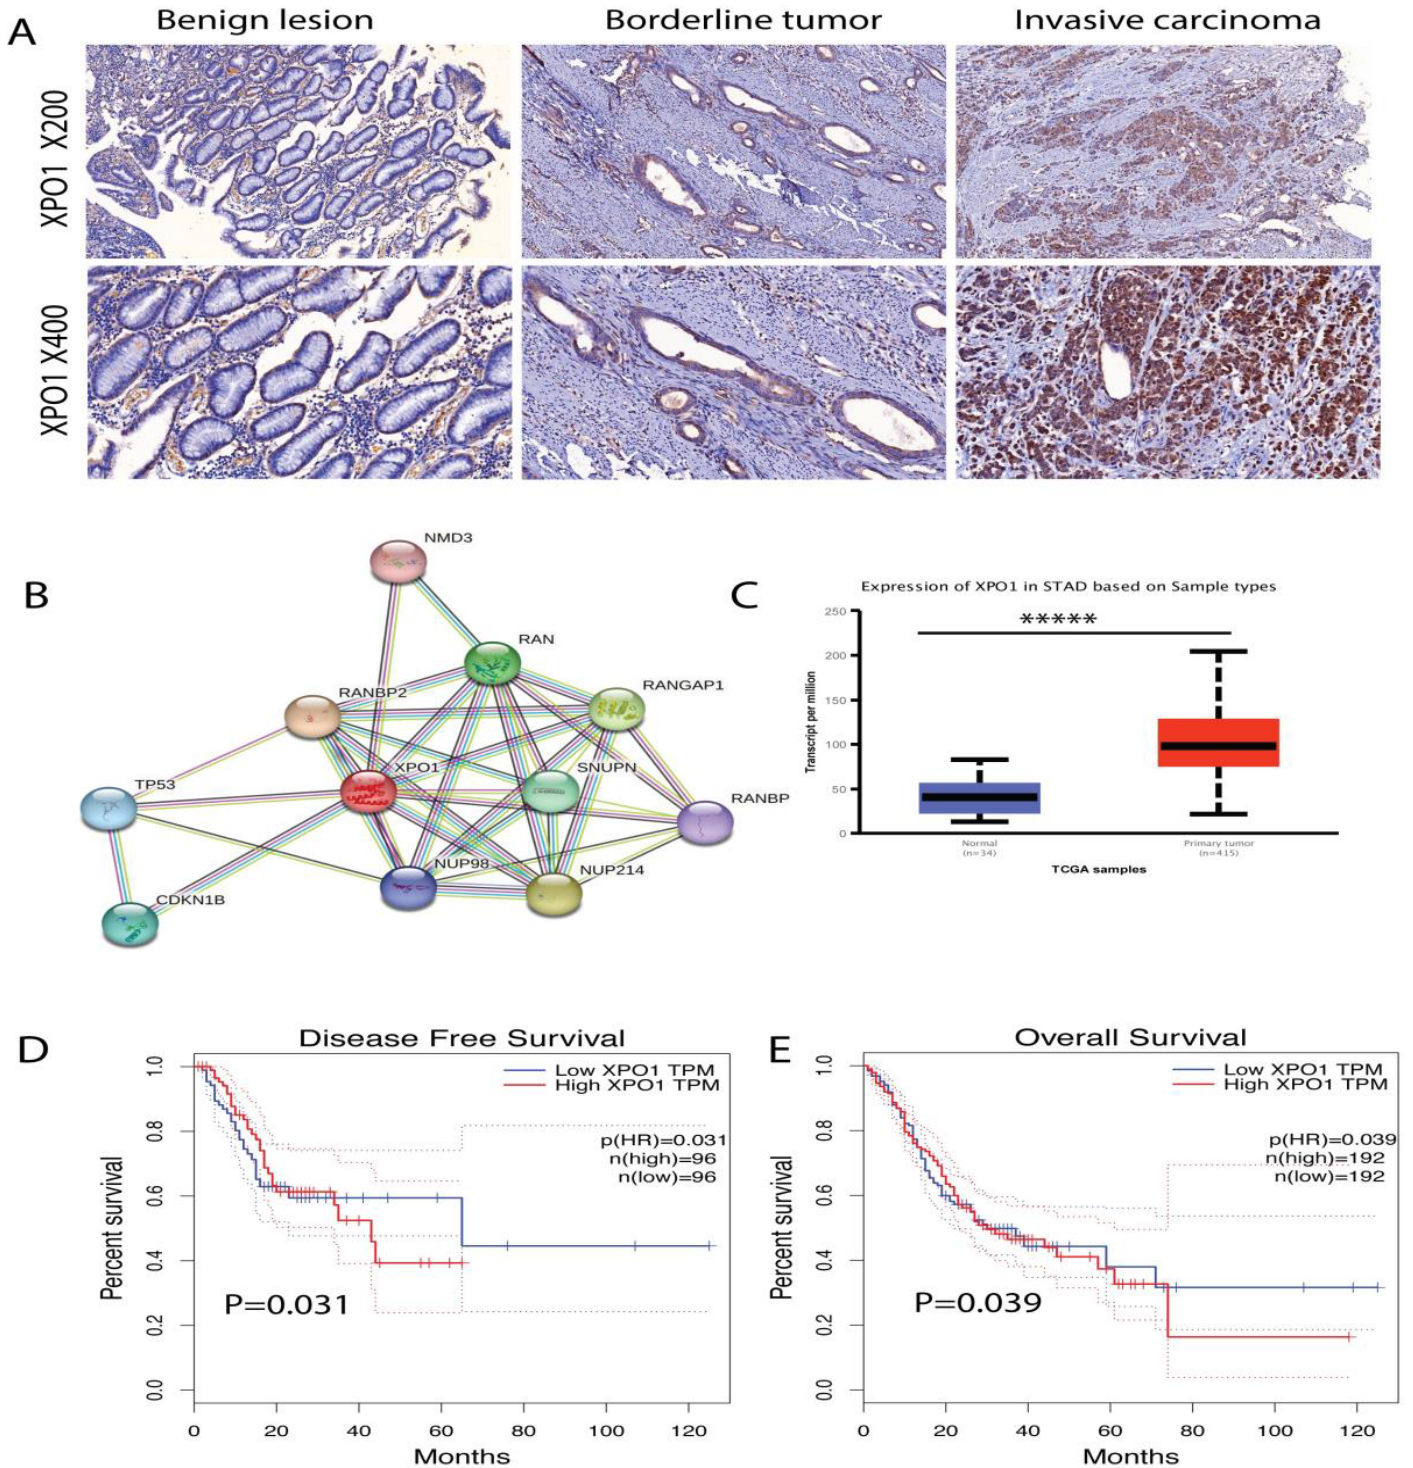 A
Benign lesion
Borderline tumor
Invasive carcinoma
XPO1 X200
XPO1 X400
B
NMD3
RAN
RANBP2
RANGAP1
XPO1
SNUPN
TP53
RANBP
NUP98
NUP214
CDKN1B
C
Expression of XPO1 in STAD based on Sample types
*****
250
200
150
100
50
0
Transcript per million
Normal
(n=34)
Primary tumor
(n=415)
TCGA samples
D
Disease Free Survival
Low XPO1 TPM
High XPO1 TPM
p(HR)=0.031
n(high)=96
n(low)=96
P=0.031
Percent survival
1.0
0.8
0.6
0.4
0.2
0.0
0 20 40 60 80 100 120
Months
E
Overall Survival
Low XPO1 TPM
High XPO1 TPM
p(HR)=0.039
n(high)=192
n(low)=192
P=0.039
Percent survival
1.0
0.8
0.6
0.4
0.2
0.0
0 20 40 60 80 100 120
Months